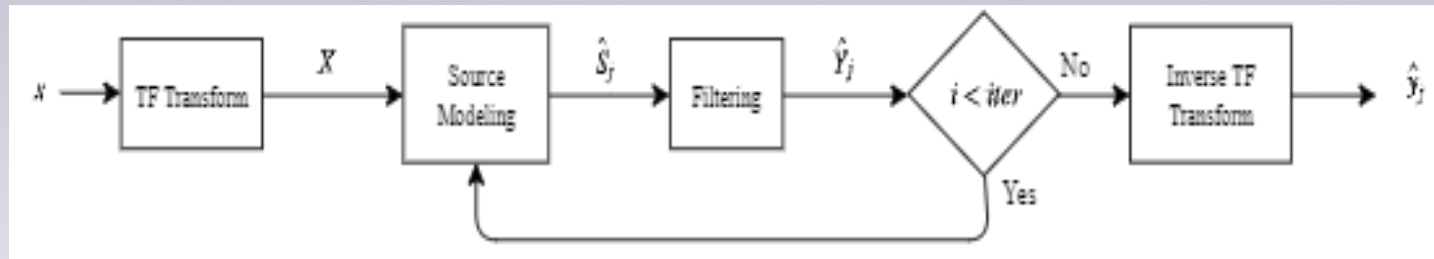 x
TF Transform
X
Source
Modeling
Ŝⱼ
Filtering
Ŷⱼ
i < iter
No
Yes
Inverse TF
Transform
ŷⱼ